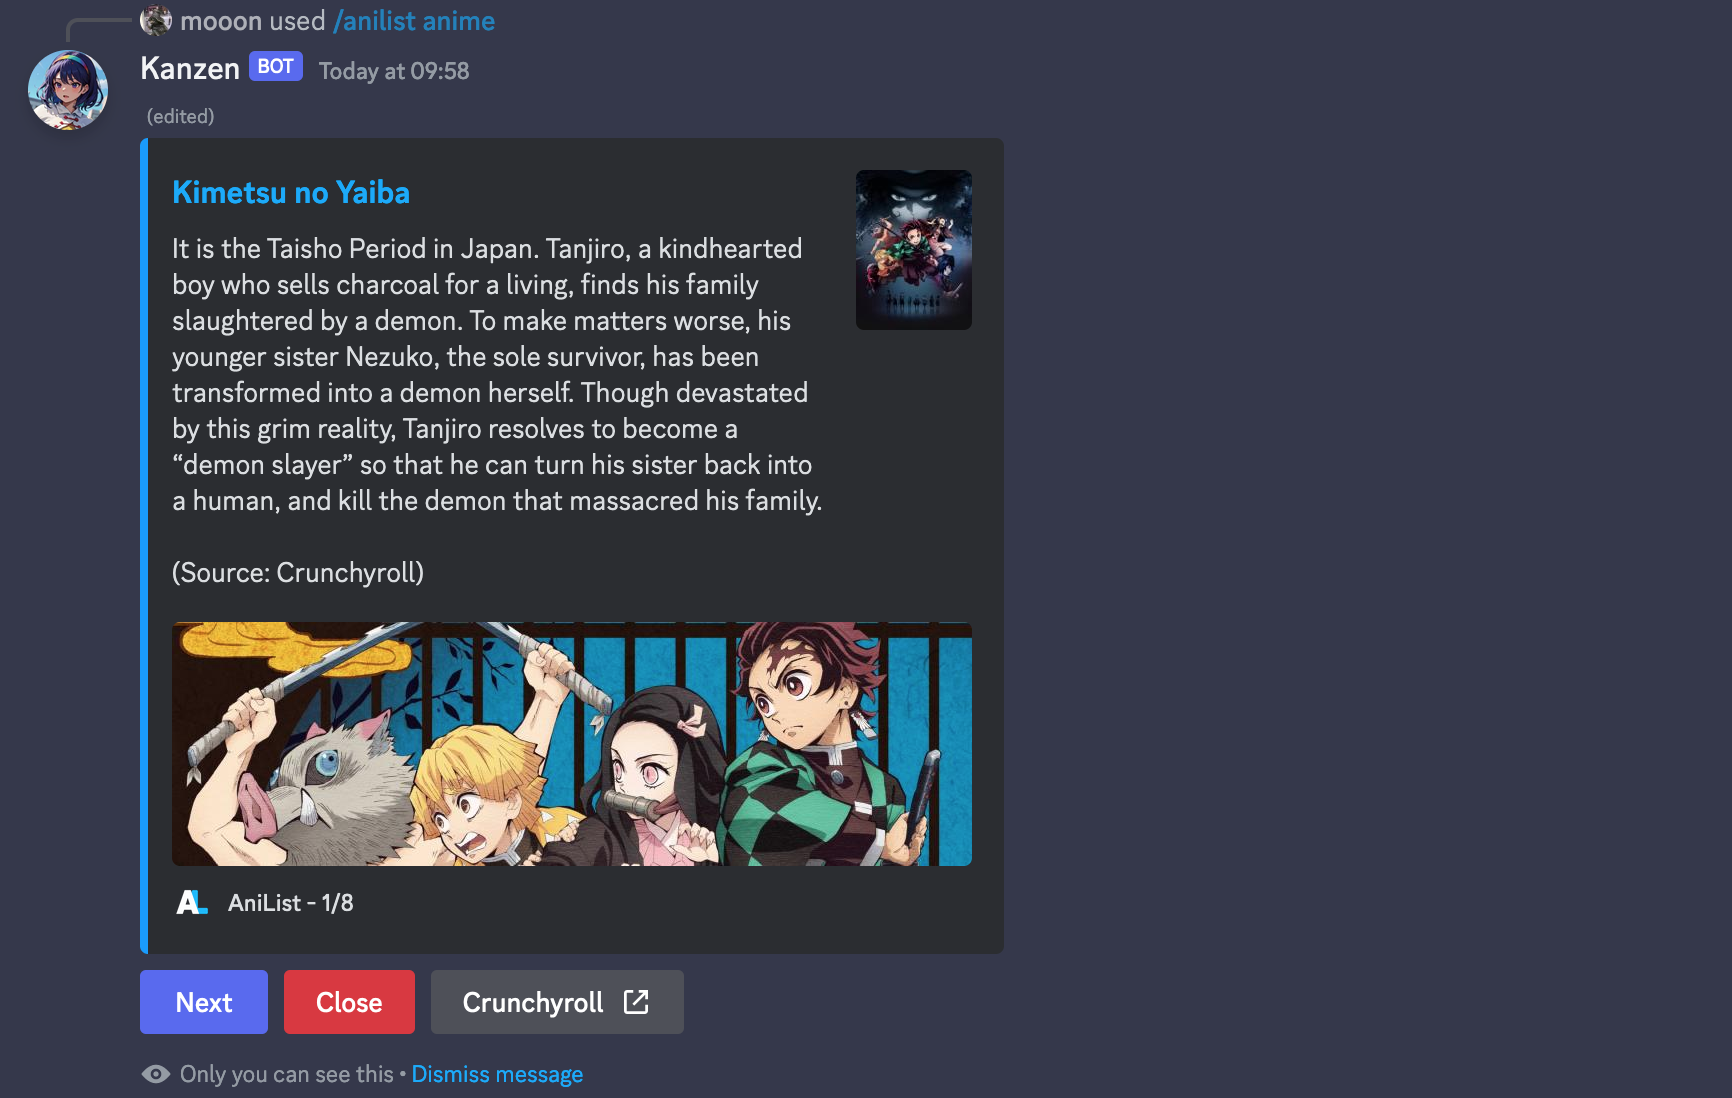 mooon used /anilist anime
Kanzen BOT Today at 09:58
(edited)
Kimetsu no Yaiba
It is the Taisho Period in Japan. Tanjiro, a kindhearted
boy who sells charcoal for a living, finds his family
slaughtered by a demon. To make matters worse, his
younger sister Nezuko, the sole survivor, has been
transformed into a demon herself. Though devastated
by this grim reality, Tanjiro resolves to become a
“demon slayer” so that he can turn his sister back into
a human, and kill the demon that massacred his family.
(Source: Crunchyroll)
AL AniList - 1/8
Next Close Crunchyroll
Only you can see this • Dismiss message